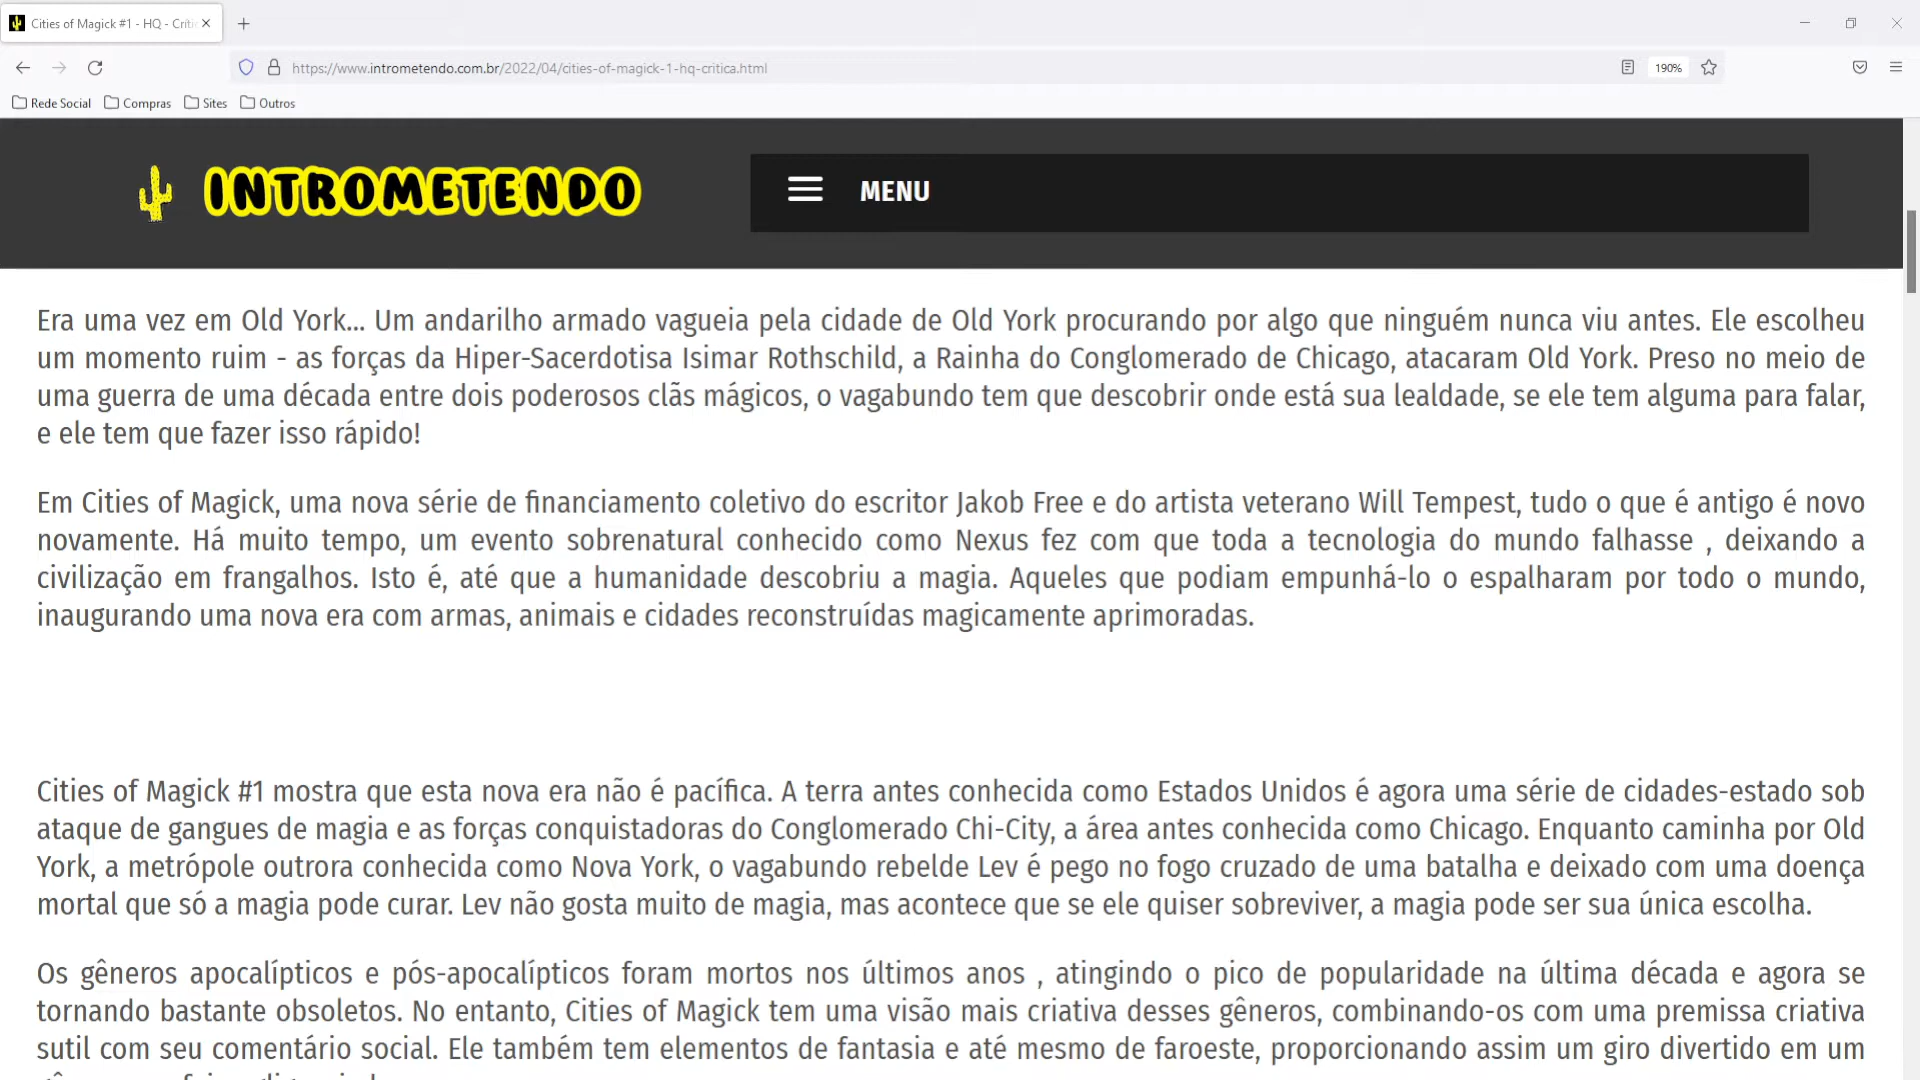 Cities of Magick #1 - HQ - Críti
https://www.intrometendo.com.br/2022/04/cities-of-magick-1-hq-critica.html
190%
Rede Social Compras Sites Outros
INTROMETENDO
MENU
Era uma vez em Old York... Um andarilho armado vagueia pela cidade de Old York procurando por algo que ninguém nunca viu antes. Ele escolheu
um momento ruim - as forças da Hiper-Sacerdotisa Isimar Rothschild, a Rainha do Conglomerado de Chicago, atacaram Old York. Preso no meio de
uma guerra de uma década entre dois poderosos clãs mágicos, o vagabundo tem que descobrir onde está sua lealdade, se ele tem alguma para falar,
e ele tem que fazer isso rápido!
Em Cities of Magick, uma nova série de financiamento coletivo do escritor Jakob Free e do artista veterano Will Tempest, tudo o que é antigo é novo
novamente. Há muito tempo, um evento sobrenatural conhecido como Nexus fez com que toda a tecnologia do mundo falhasse , deixando a
civilização em frangalhos. Isto é, até que a humanidade descobriu a magia. Aqueles que podiam empunhá-lo o espalharam por todo o mundo,
inaugurando uma nova era com armas, animais e cidades reconstruídas magicamente aprimoradas.
Cities of Magick #1 mostra que esta nova era não é pacífica. A terra antes conhecida como Estados Unidos é agora uma série de cidades-estado sob
ataque de gangues de magia e as forças conquistadoras do Conglomerado Chi-City, a área antes conhecida como Chicago. Enquanto caminha por Old
York, a metrópole outrora conhecida como Nova York, o vagabundo rebelde Lev é pego no fogo cruzado de uma batalha e deixado com uma doença
mortal que só a magia pode curar. Lev não gosta muito de magia, mas acontece que se ele quiser sobreviver, a magia pode ser sua única escolha.
Os gêneros apocalípticos e pós-apocalípticos foram mortos nos últimos anos , atingindo o pico de popularidade na última década e agora se
tornando bastante obsoletos. No entanto, Cities of Magick tem uma visão mais criativa desses gêneros, combinando-os com uma premissa criativa
sutil com seu comentário social. Ele também tem elementos de fantasia e até mesmo de faroeste, proporcionando assim um giro divertido em um